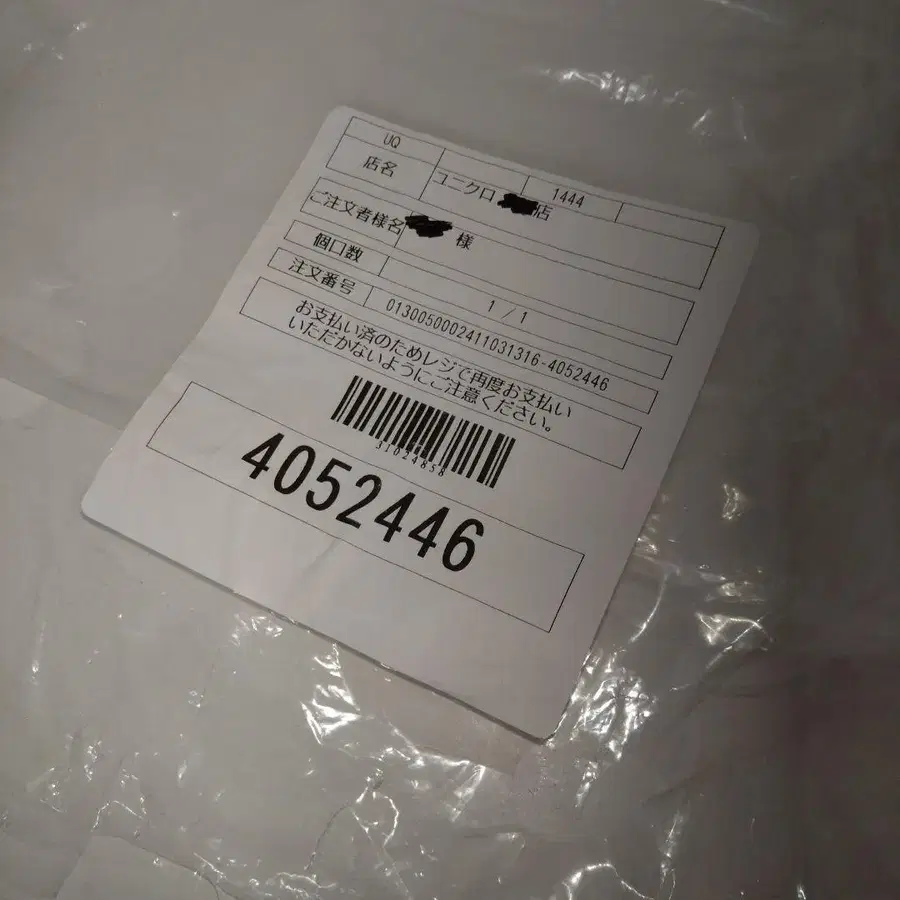 UQ 1444
店名 ユニクロ 店
ご注文者様名 様
個口数 1 / 1
注文番号 0130050002411031316-4052446
お支払い済のためレジで再度お支払い
いただかないようにご注意ください。
31024858
4052446